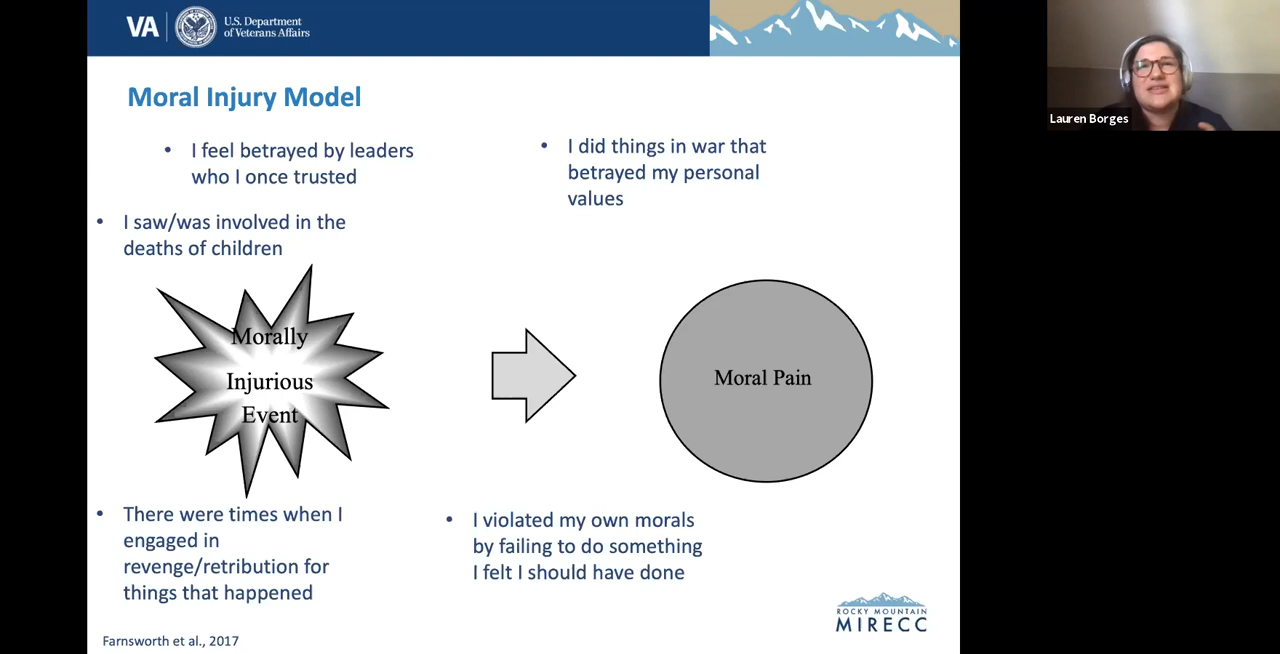 VA
U.S. Department
of Veterans Affairs
Lauren Borges
Moral Injury Model
• I feel betrayed by leaders
who I once trusted
• I did things in war that
betrayed my personal
values
• I saw/was involved in the
deaths of children
Morally
Injurious
Event
Moral Pain
• There were times when I
engaged in
revenge/retribution for
things that happened
• I violated my own morals
by failing to do something
I felt I should have done
ROCKY MOUNTAIN
MIRECC
Farnsworth et al., 2017